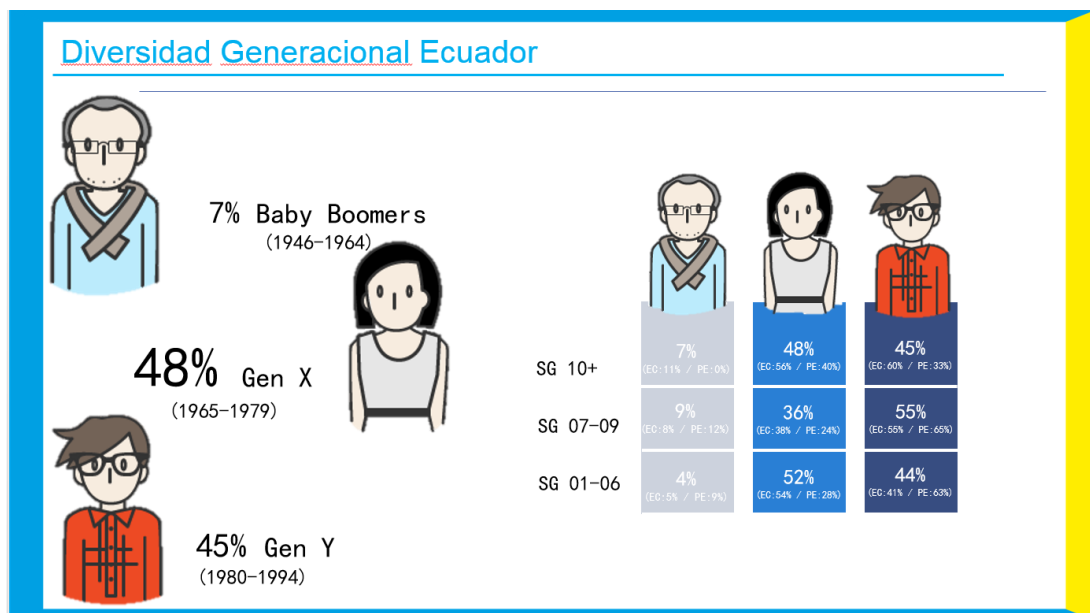 Diversidad Generacional Ecuador
7% Baby Boomers
(1946-1964)
48% Gen X
(1965-1979)
45% Gen Y
(1980-1994)
SG 10+
7%
(EC:11% / PE:0%)
48%
(EC:56% / PE:40%)
45%
(EC:60% / PE:33%)
SG 07-09
9%
(EC:8% / PE:12%)
36%
(EC:38% / PE:24%)
55%
(EC:55% / PE:65%)
SG 01-06
4%
(EC:5% / PE:9%)
52%
(EC:54% / PE:28%)
44%
(EC:41% / PE:63%)